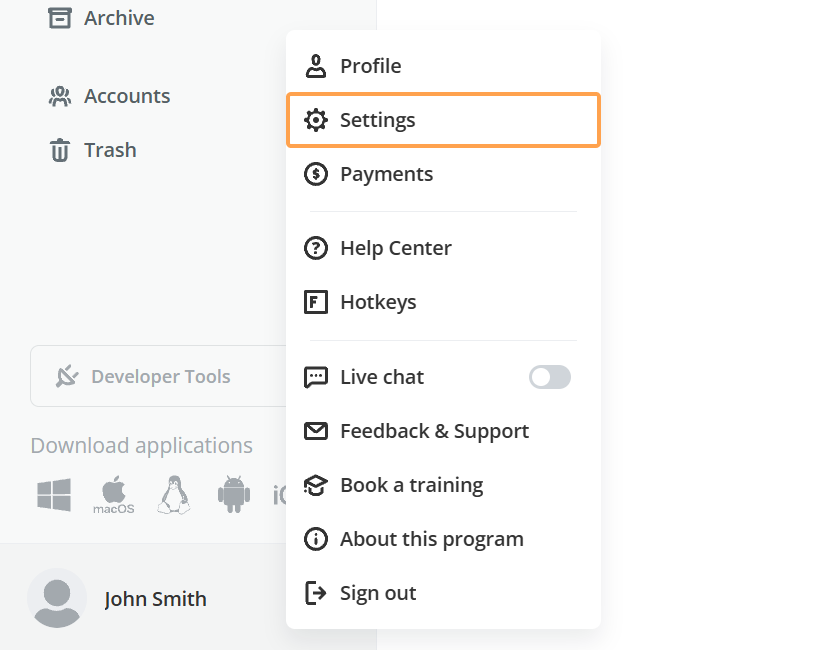 Archive
Accounts
Trash
Developer Tools
Download applications
macOS
John Smith
Profile
Settings
Payments
Help Center
Hotkeys
Live chat
Feedback & Support
Book a training
About this program
Sign out